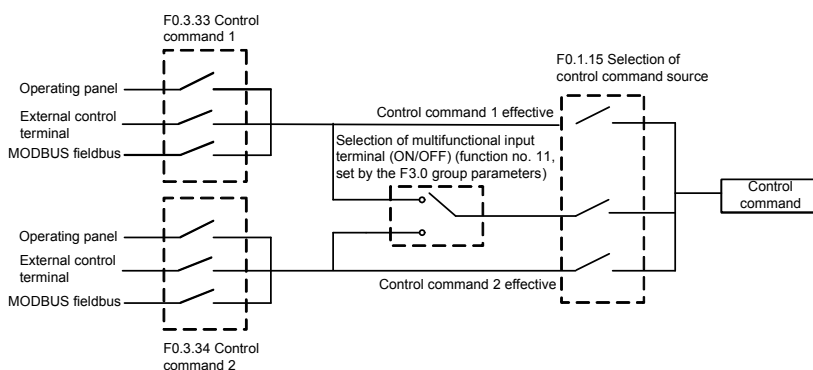 F0.3.33 Control
command 1
Operating panel
External control
terminal
MODBUS fieldbus
F0.1.15 Selection of
control command source
Control command 1 effective
Selection of multifunctional input
terminal (ON/OFF) (function no. 11,
set by the F3.0 group parameters)
Control
command
Operating panel
External control
terminal
MODBUS fieldbus
Control command 2 effective
F0.3.34 Control
command 2